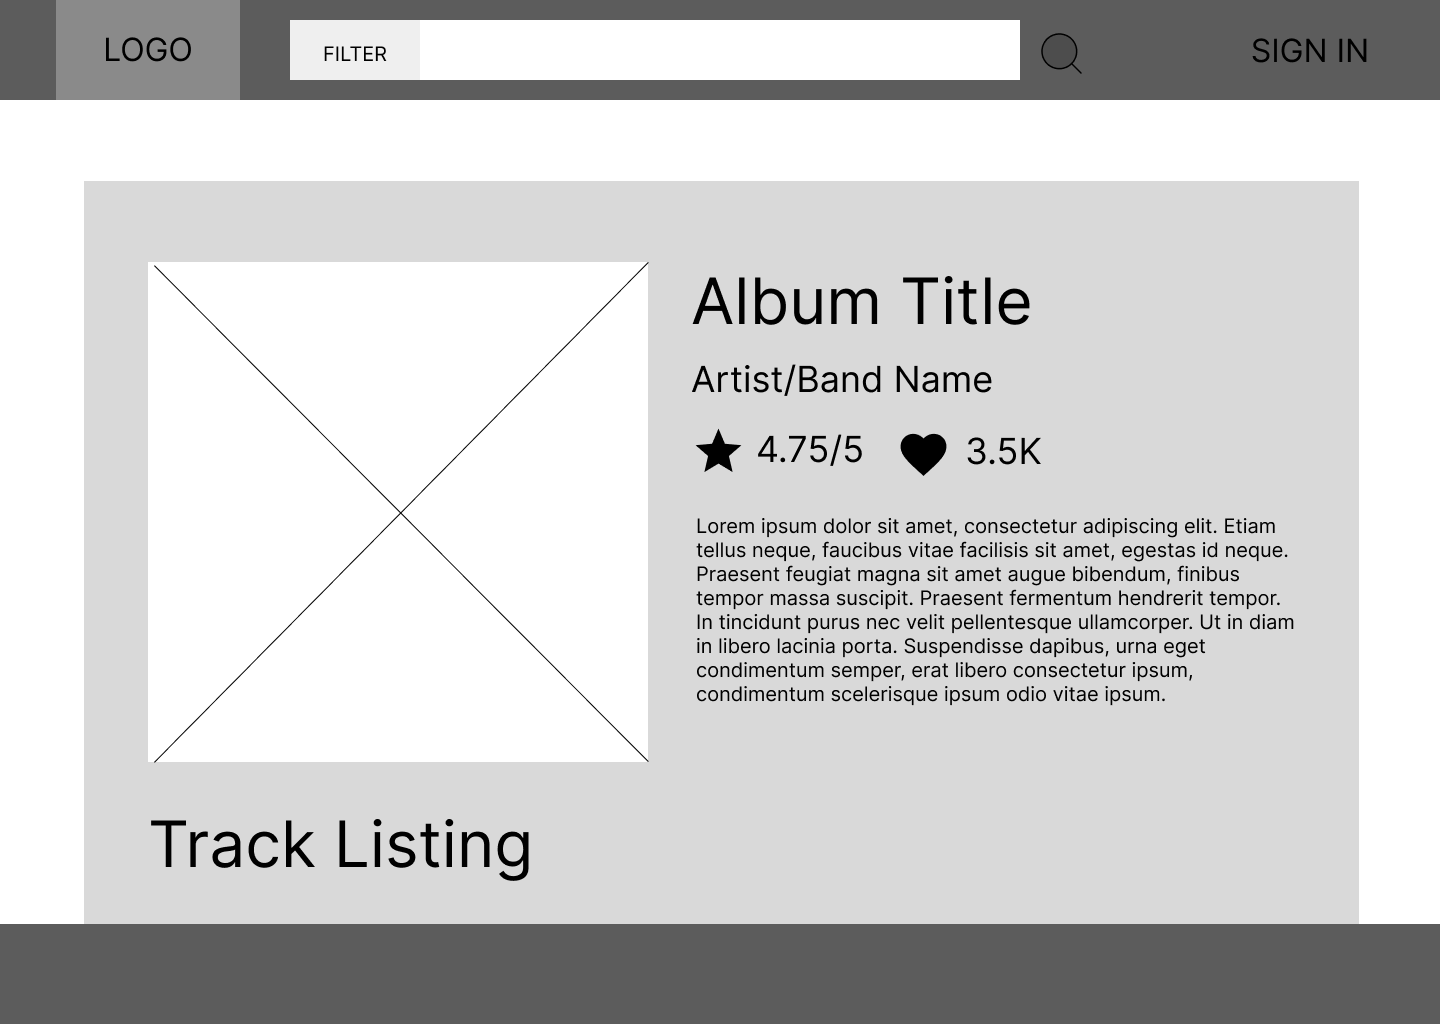 LOGO
FILTER
SIGN IN
Album Title
Artist/Band Name
4.75/5
3.5K
Lorem ipsum dolor sit amet, consectetur adipiscing elit. Etiam
tellus neque, faucibus vitae facilisis sit amet, egestas id neque.
Praesent feugiat magna sit amet augue bibendum, finibus
tempor massa suscipit. Praesent fermentum hendrerit tempor.
In tincidunt purus nec velit pellentesque ullamcorper. Ut in diam
in libero lacinia porta. Suspendisse dapibus, urna eget
condimentum semper, erat libero consectetur ipsum,
condimentum scelerisque ipsum odio vitae ipsum.
Track Listing